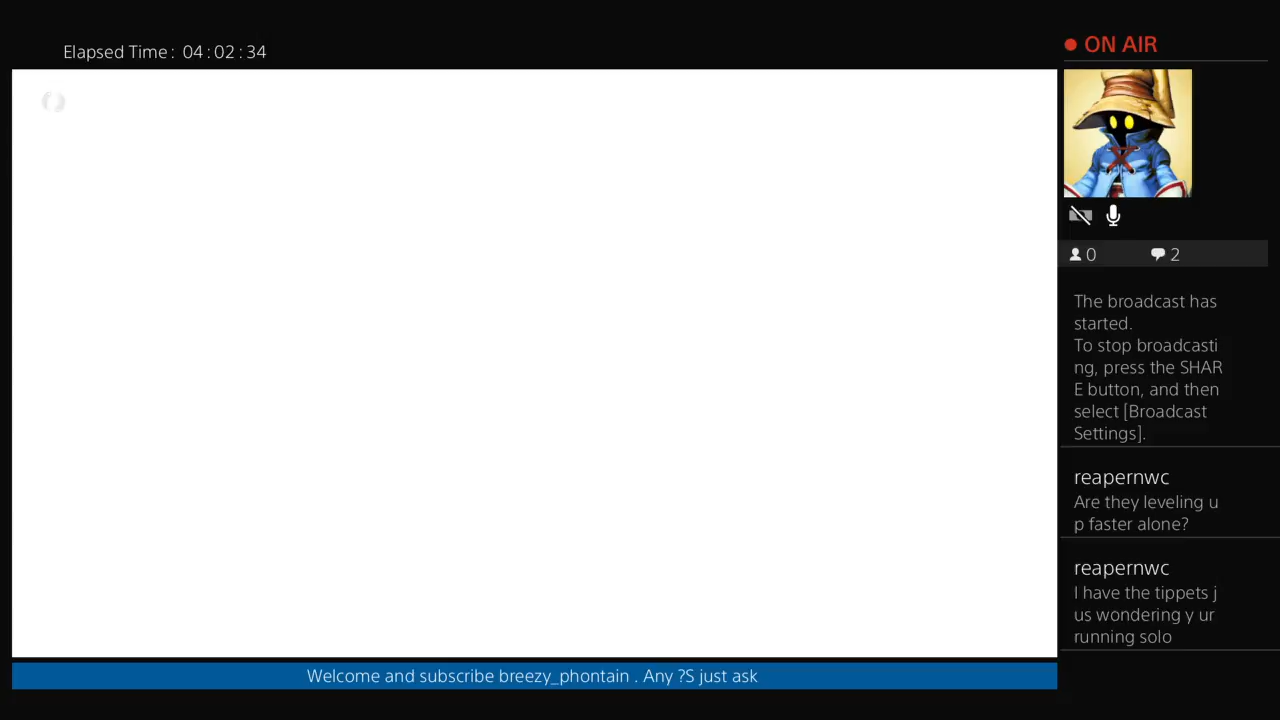 Elapsed Time : 04 : 02 : 34
ON AIR
0 2
The broadcast has
started.
To stop broadcasti
ng, press the SHAR
E button, and then
select [Broadcast
Settings].
reapernwc
Are they leveling u
p faster alone?
reapernwc
I have the tippets j
us wondering y ur
running solo
Welcome and subscribe breezy_phontain . Any ?S just ask